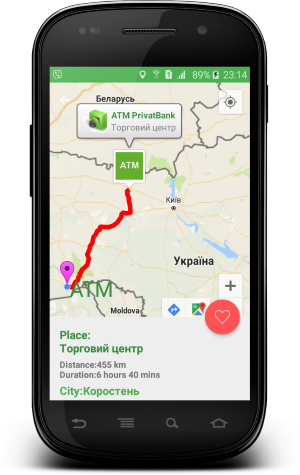 89% 23:14
Беларусь
ATM PrivatBank
Торговий центр
ATM
Київ
Україна
ATM
Moldova
+
Place:
Торговий центр
Distance:455 км
Duration:6 hours 40 mins
City:Коростень